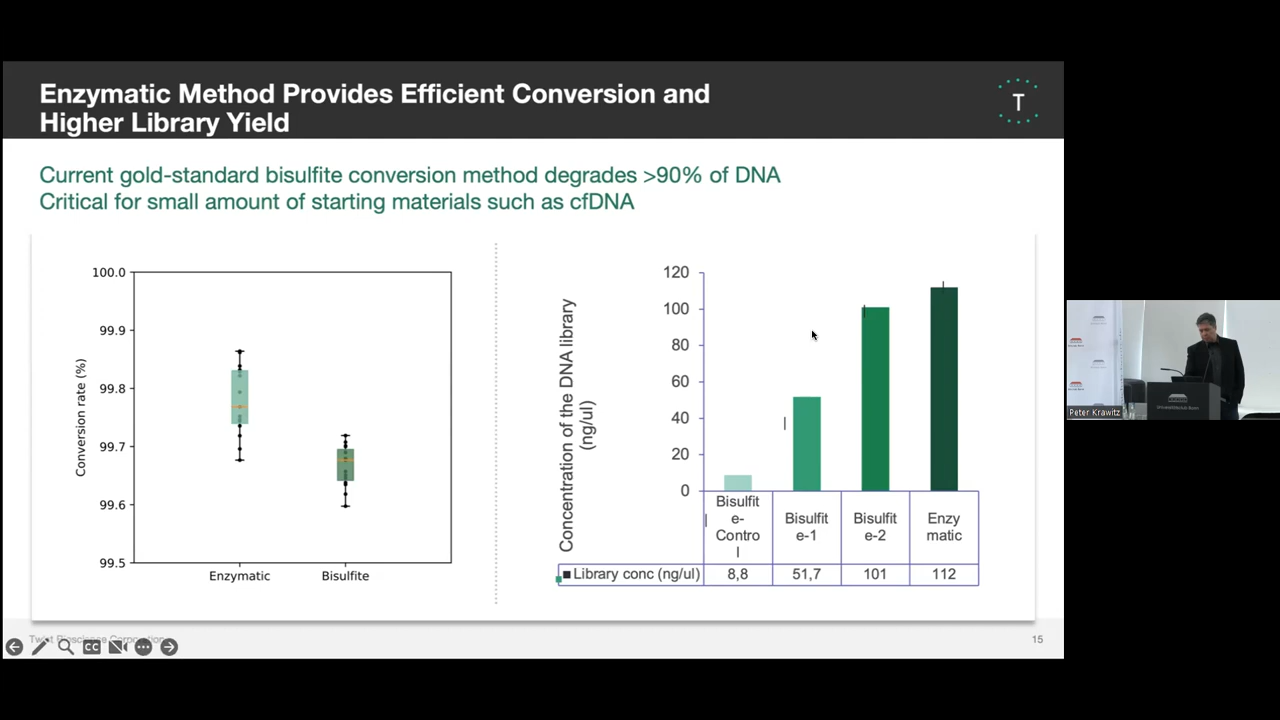 Enzymatic Method Provides Efficient Conversion and
Higher Library Yield
T
Current gold-standard bisulfite conversion method degrades >90% of DNA
Critical for small amount of starting materials such as cfDNA
Conversion rate (%)
100.0
99.9
99.8
99.7
99.6
99.5
Enzymatic
Bisulfite
Concentration of the DNA library
(ng/ul)
120
100
80
60
40
20
0
Bisulfit
e-
Contro
l
Bisulfit
e-1
Bisulfit
e-2
Enzy
matic
Library conc (ng/ul)
8,8
51,7
101
112
Twist Bioscience Corporation
15
CC
Peter Krawitz